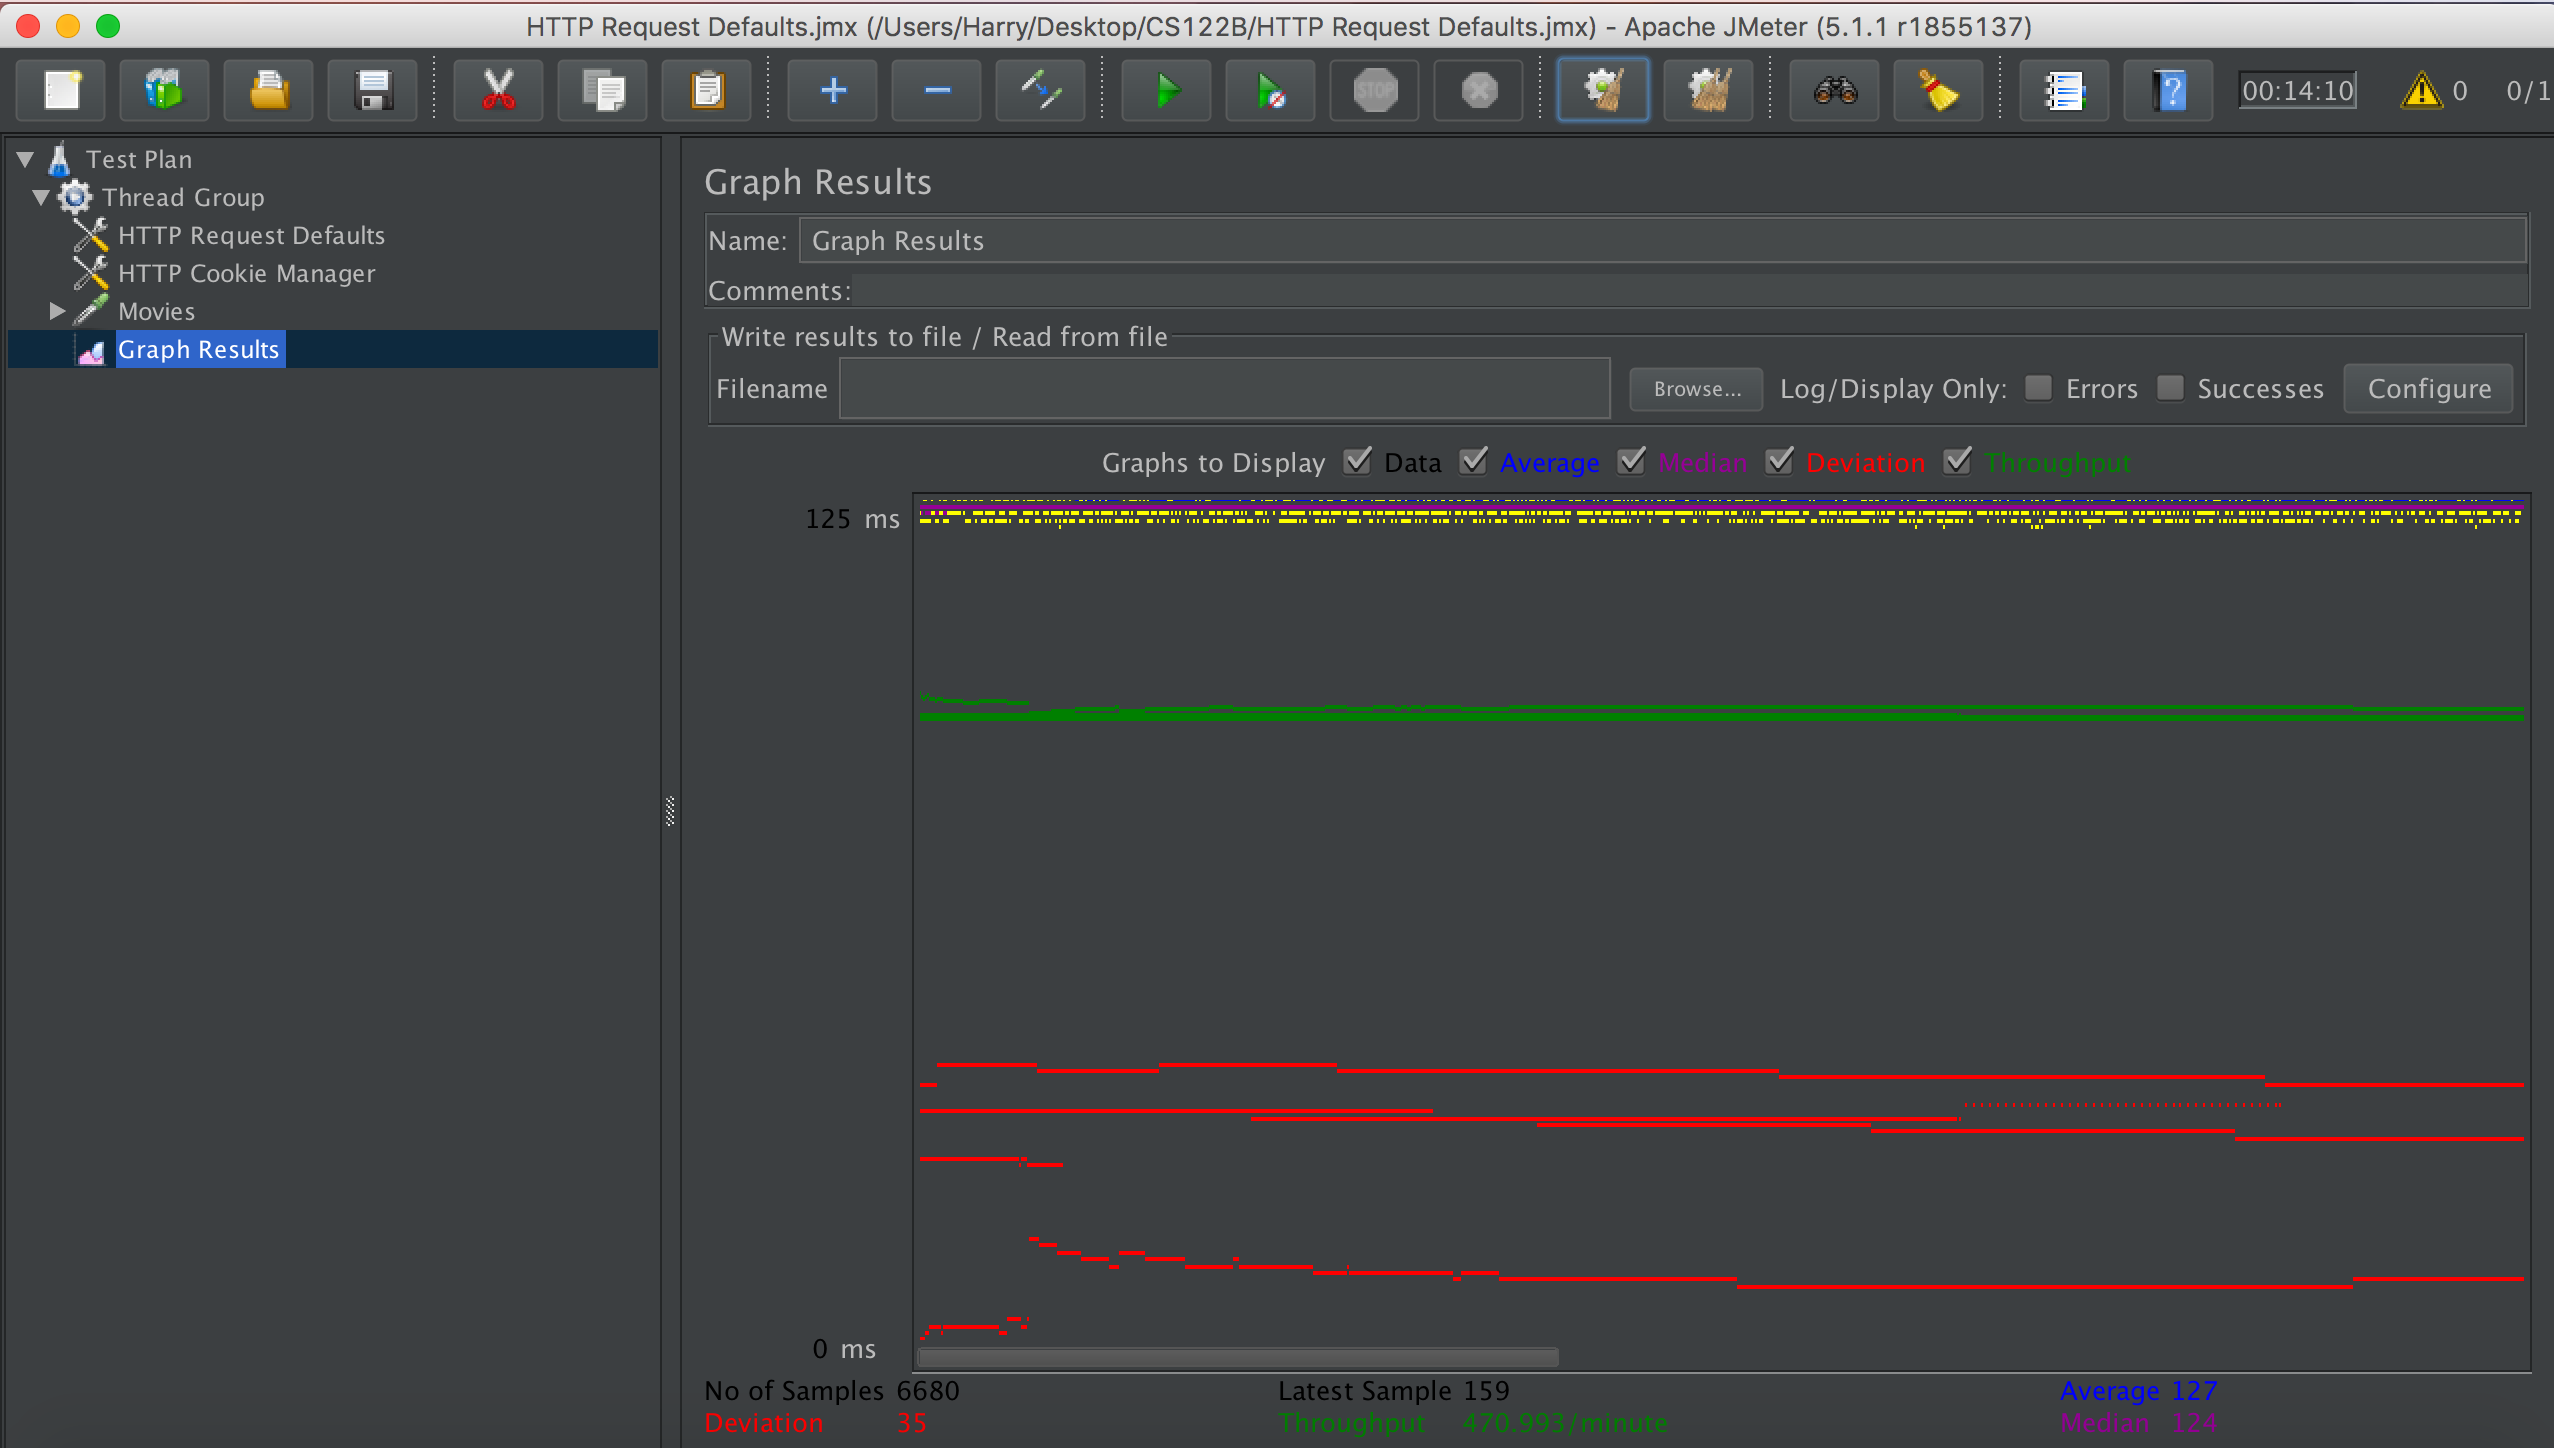 HTTP Request Defaults.jmx (/Users/Harry/Desktop/CS122B/HTTP Request Defaults.jmx) - Apache JMeter (5.1.1 r1855137)
STOP
00:14:10 0 0/1
Test Plan
Thread Group
HTTP Request Defaults
HTTP Cookie Manager
Movies
Graph Results
Graph Results
Name: Graph Results
Comments:
Write results to file / Read from file
Filename Browse... Log/Display Only: Errors Successes Configure
Graphs to Display Data Average Median Deviation Throughput
125 ms
0 ms
No of Samples 6680 Latest Sample 159 Average 127
Deviation 35 Throughput 470.993/minute Median 124